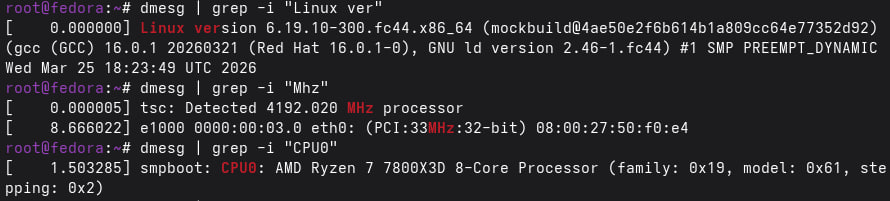 root@fedora:~# dmesg | grep -i "Linux ver"
[    0.000000] Linux version 6.19.10-300.fc44.x86_64 (mockbuild@4ae50e2f6b614b1a809cc64e77352d92)
(gcc (GCC) 16.0.1 20260321 (Red Hat 16.0.1-0), GNU ld version 2.46-1.fc44) #1 SMP PREEMPT_DYNAMIC
Wed Mar 25 18:23:49 UTC 2026
root@fedora:~# dmesg | grep -i "Mhz"
[    0.000005] tsc: Detected 4192.020 MHz processor
[    8.666022] e1000 0000:00:03.0 eth0: (PCI:33MHz:32-bit) 08:00:27:50:f0:e4
root@fedora:~# dmesg | grep -i "CPU0"
[    1.503285] smpboot: CPU0: AMD Ryzen 7 7800X3D 8-Core Processor (family: 0x19, model: 0x61, ste
pping: 0x2)